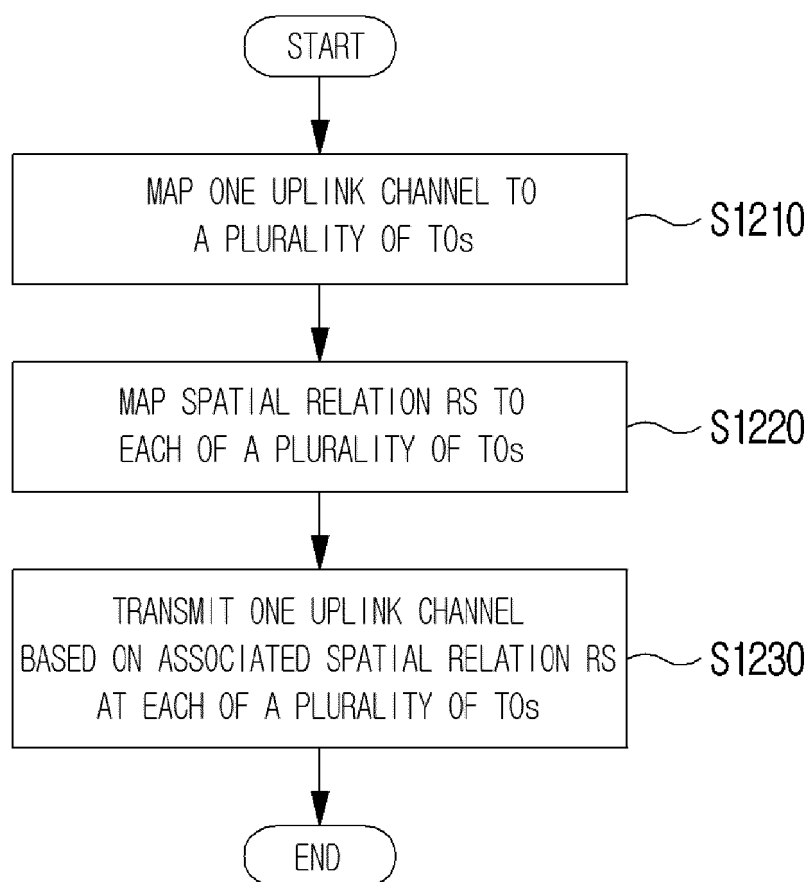 START
MAP ONE UPLINK CHANNEL TO
A PLURALITY OF TOs
S1210
MAP SPATIAL RELATION RS TO
EACH OF A PLURALITY OF TOs
S1220
TRANSMIT ONE UPLINK CHANNEL
BASED ON ASSOCIATED SPATIAL RELATION RS
AT EACH OF A PLURALITY OF TOs
S1230
END